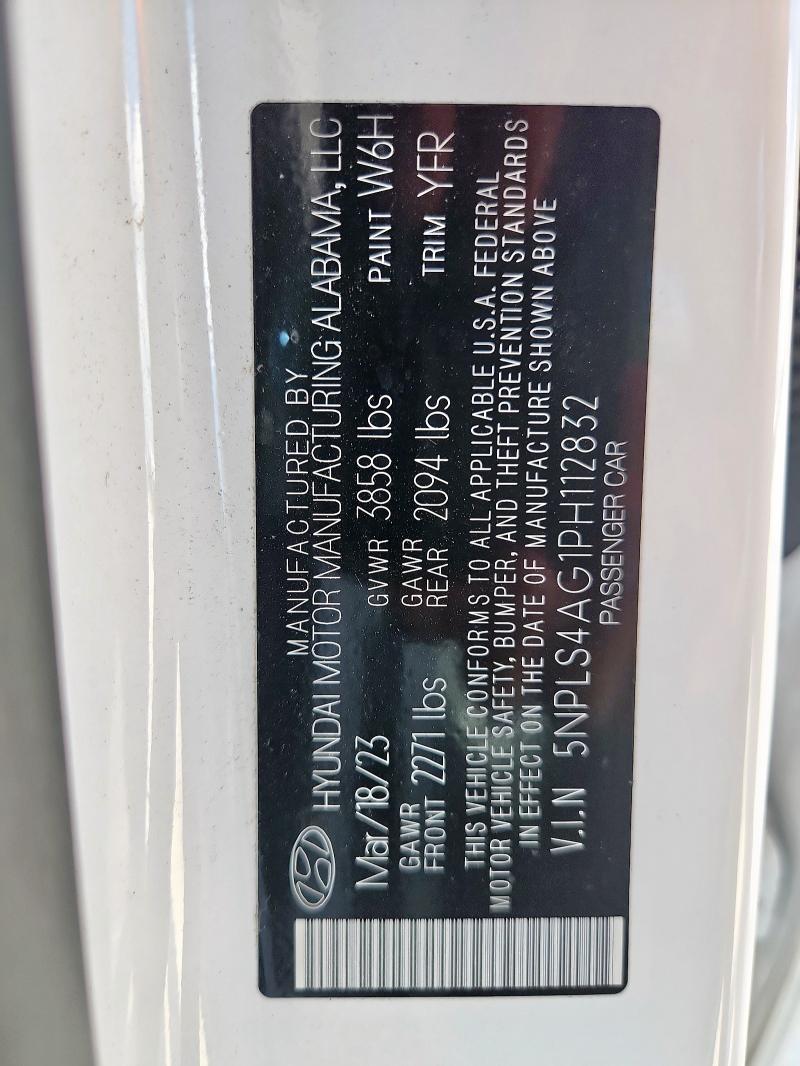 MANUFACTURED BY
HYUNDAI MOTOR MANUFACTURING ALABAMA, LLC
Mar/18/23 GVWR 3858 lbs PAINT W6H
GAWR FRONT 2271 lbs GAWR REAR 2094 lbs TRIM YFR
THIS VEHICLE CONFORMS TO ALL APPLICABLE U.S.A. FEDERAL
MOTOR VEHICLE SAFETY, BUMPER, AND THEFT PREVENTION STANDARDS
IN EFFECT ON THE DATE OF MANUFACTURE SHOWN ABOVE
V.I.N 5NPLS4AG1PH112832
PASSENGER CAR